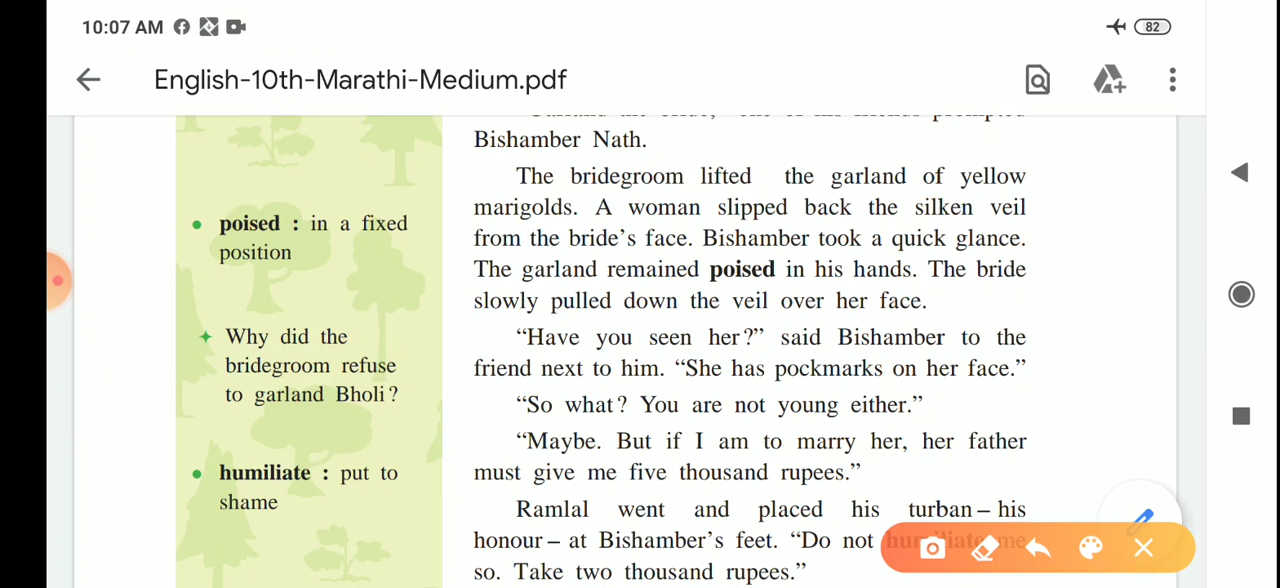 10:07 AM
82
English-10th-Marathi-Medium.pdf
Bishamber Nath.
The bridegroom lifted the garland of yellow
marigolds. A woman slipped back the silken veil
from the bride's face. Bishamber took a quick glance.
The garland remained poised in his hands. The bride
slowly pulled down the veil over her face.
“Have you seen her?” said Bishamber to the
friend next to him. “She has pockmarks on her face.”
“So what? You are not young either.”
“Maybe. But if I am to marry her, her father
must give me five thousand rupees.”
Ramlal went and placed his turban – his
honour – at Bishamber's feet. “Do not humiliate me
so. Take two thousand rupees.”
• poised : in a fixed
position
✦ Why did the
bridegroom refuse
to garland Bholi?
• humiliate : put to
shame